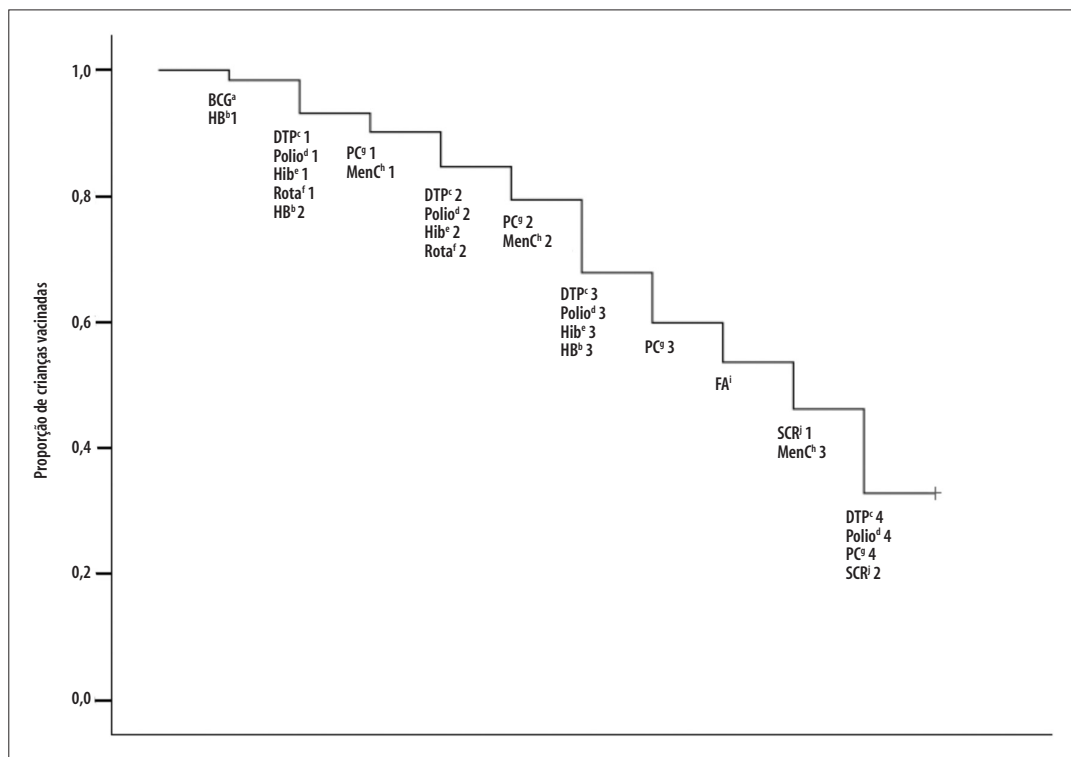 Proporção de crianças vacinadas
1,0
0,8
0,6
0,4
0,2
0,0
BCGᵃ
HBᵇ1
DTPᶜ 1
Polioᵈ 1
Hibᵉ 1
Rotaᶠ 1
HBᵇ 2
PCᵍ 1
MenCʰ 1
DTPᶜ 2
Polioᵈ 2
Hibᵉ 2
Rotaᶠ 2
PCᵍ 2
MenCʰ 2
DTPᶜ 3
Polioᵈ 3
Hibᵉ 3
HBᵇ 3
PCᵍ 3
FAⁱ
SCRʲ 1
MenCʰ 3
DTPᶜ 4
Polioᵈ 4
PCᵍ 4
SCRʲ 2